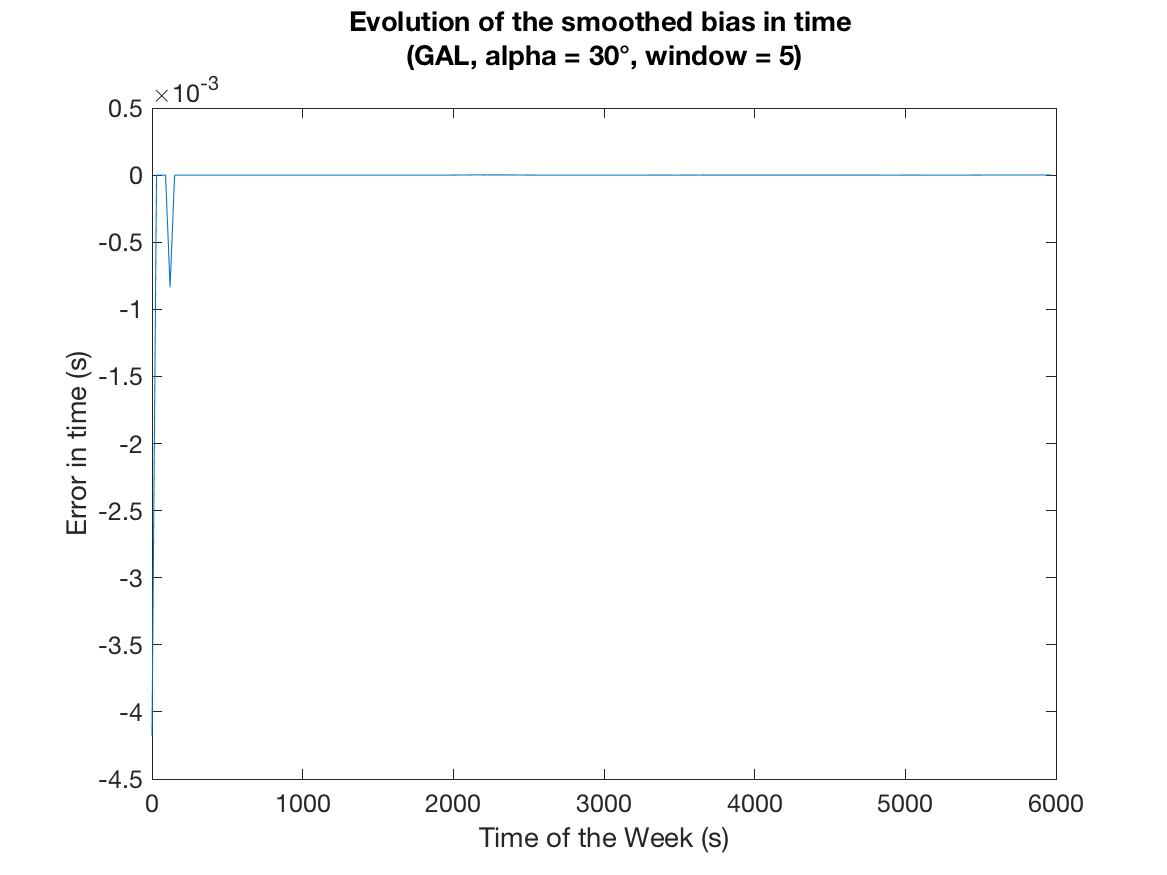 Evolution of the smoothed bias in time
(GAL, alpha = 30°, window = 5)
×10-3
0.5
0
-0.5
-1
-1.5
-2
-2.5
-3
-3.5
-4
-4.5
Error in time (s)
0 1000 2000 3000 4000 5000 6000
Time of the Week (s)